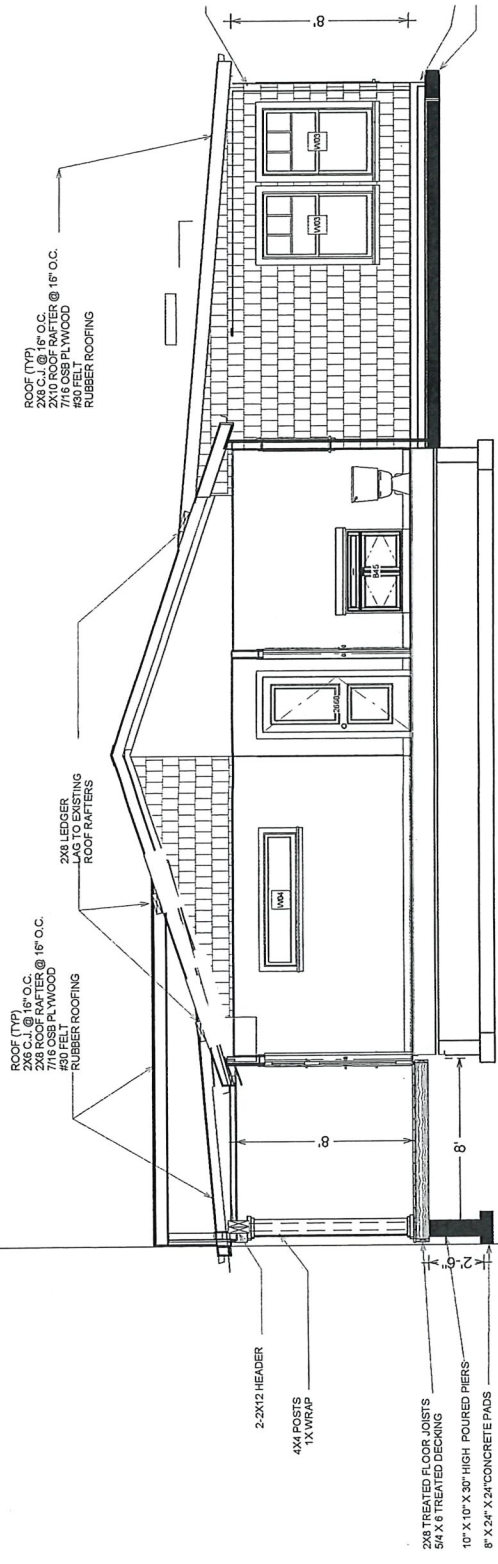 ROOF (TYP)
2X6 C.J. @ 16" O.C.
2X8 ROOF RAFTER @ 16" O.C.
7/16 OSB PLYWOOD
#30 FELT
RUBBER ROOFING
2X8 LEDGER
LAG TO EXISTING
ROOF RAFTERS
ROOF (TYP)
2X8 C.J. @ 16" O.C.
2X10 ROOF RAFTER @ 16" O.C.
7/16 OSB PLYWOOD
#30 FELT
RUBBER ROOFING
8'
W03
W03
2-2X12 HEADER
4X4 POSTS
1X WRAP
8'
W04
2668
B45
2X8 TREATED FLOOR JOISTS
5/4 X 6 TREATED DECKING
10" X 10" X 30" HIGH POURED PIERS
8" X 24" X 24"CONCRETE PADS
2'-6"
8'